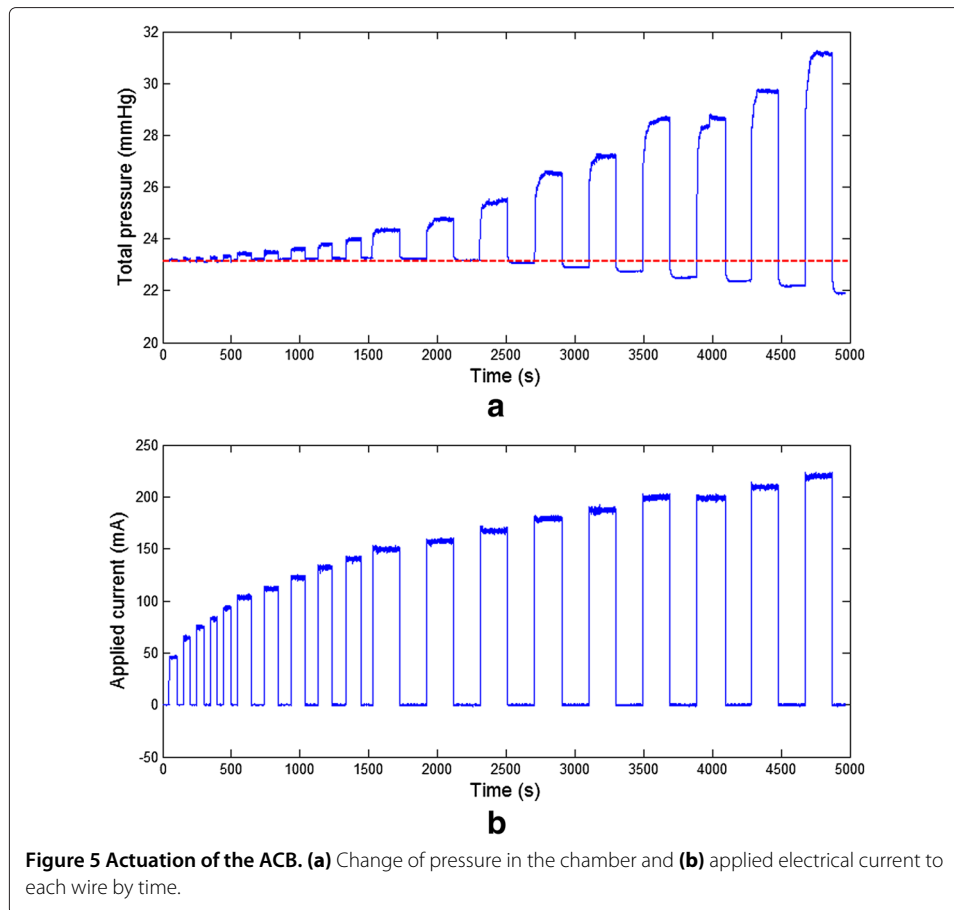 32
30
28
26
24
22
20
Total pressure (mmHg)
0 500 1000 1500 2000 2500 3000 3500 4000 4500 5000
Time (s)
a
250
200
150
100
50
0
-50
Applied current (mA)
0 500 1000 1500 2000 2500 3000 3500 4000 4500 5000
Time (s)
b
Figure 5 Actuation of the ACB. (a) Change of pressure in the chamber and (b) applied electrical current to
each wire by time.